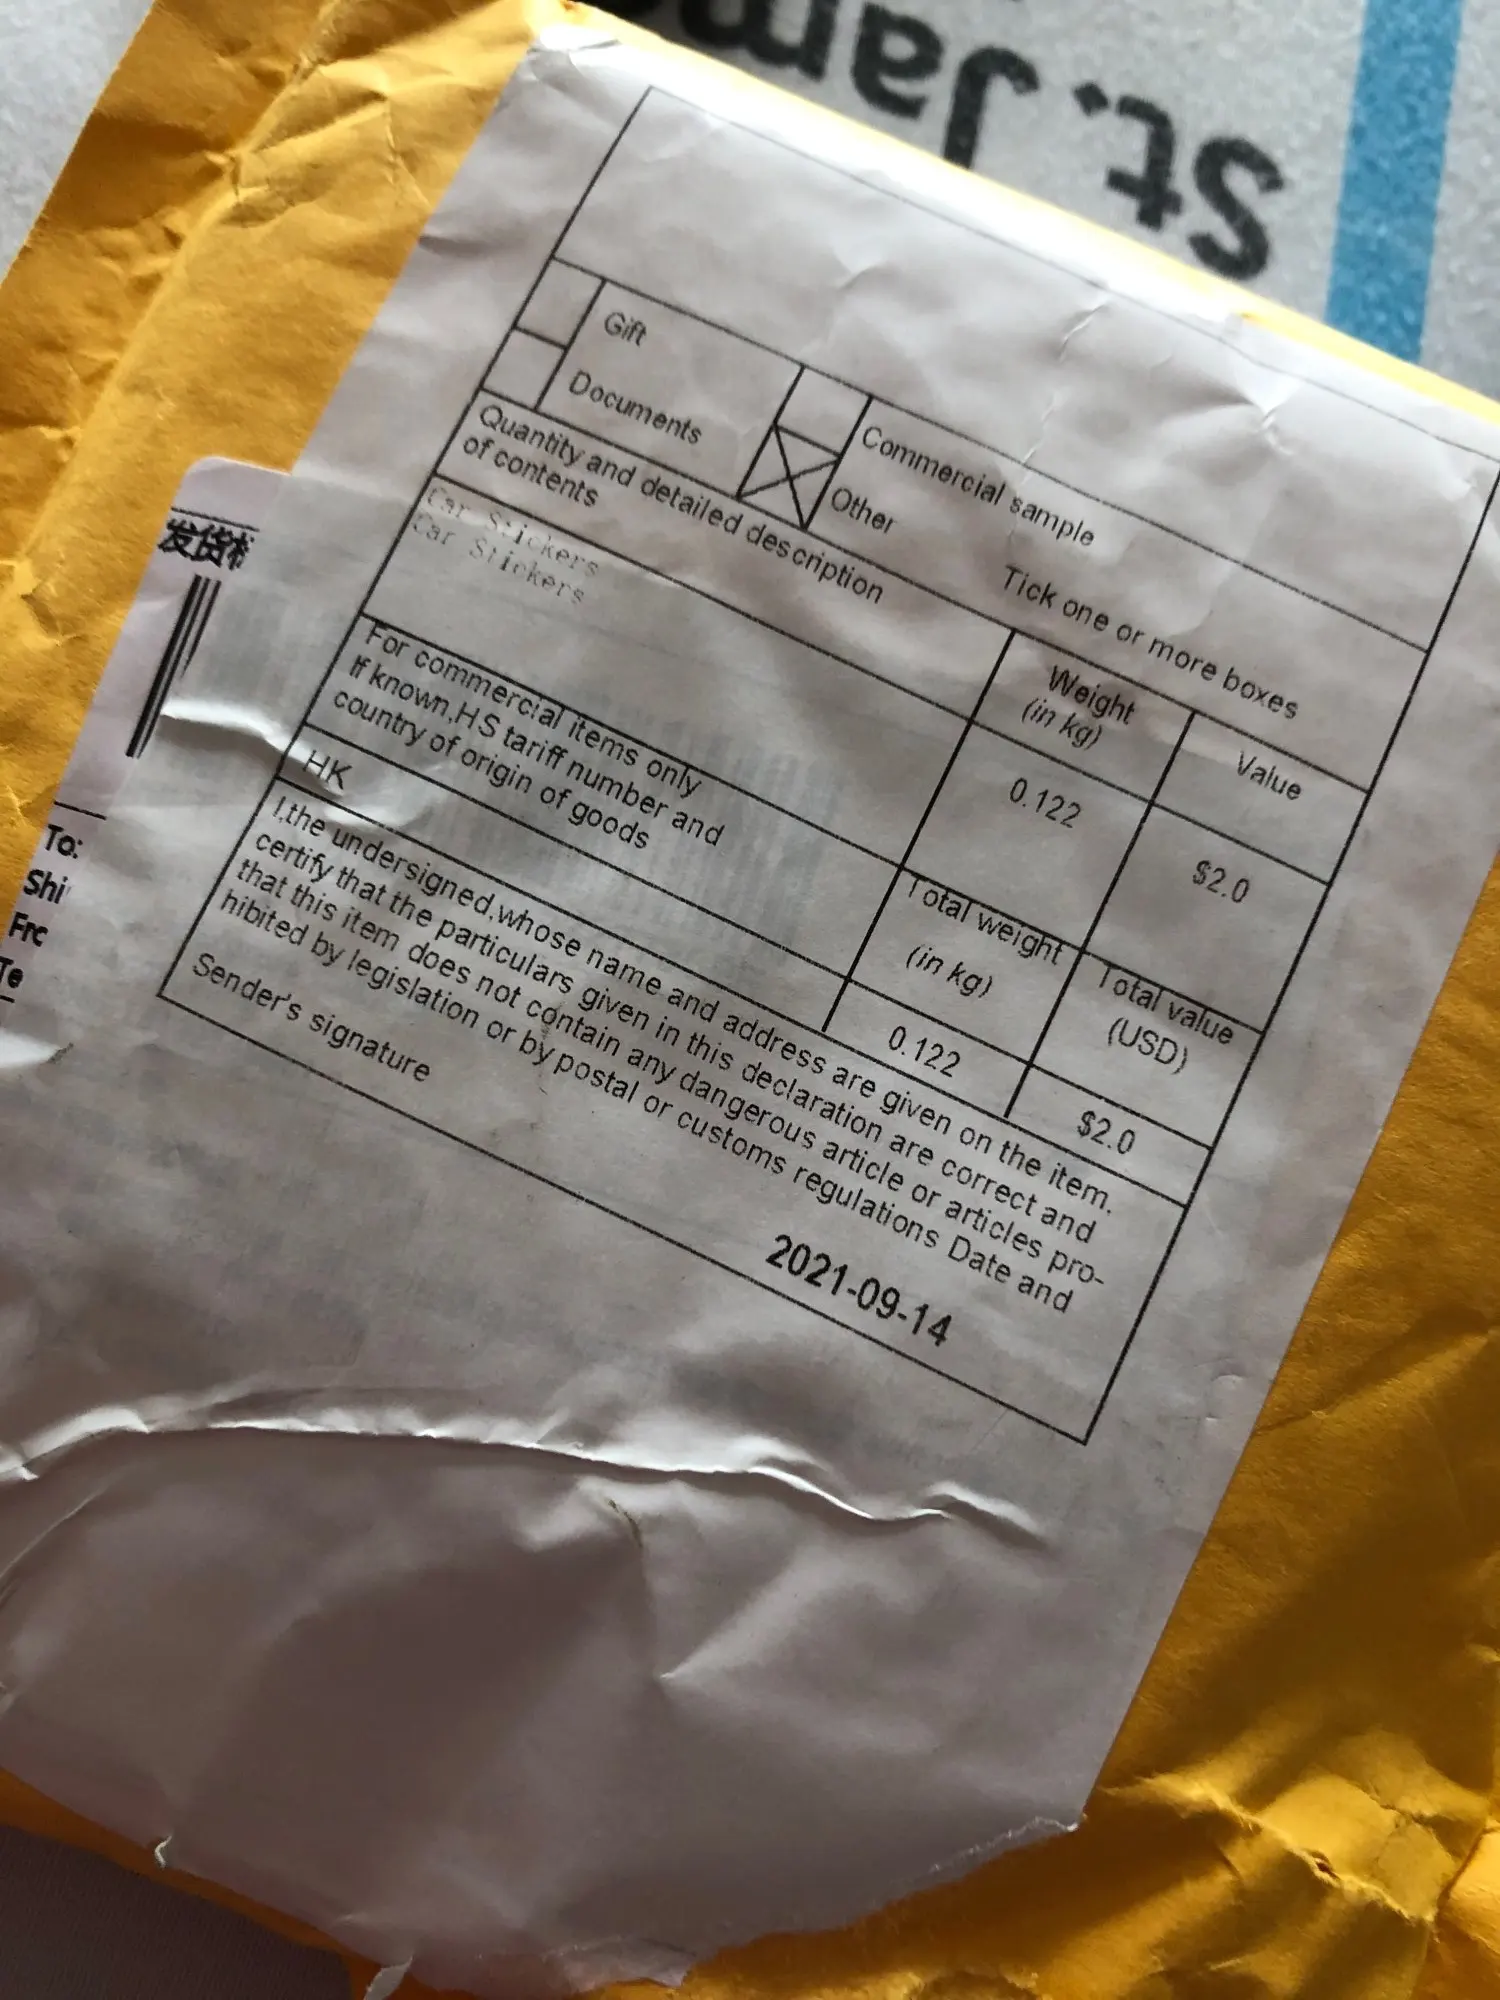 St. Jam
Gift
Commercial sample
Documents
Other
Tick one or more boxes
Quantity and detailed description
of contents
Weight
(in kg)
Value
Car Stickers
Car Stickers
0.122
$2.0
For commercial items only
If known,HS tariff number and
country of origin of goods
Total weight
(in kg)
Total value
(USD)
HK
0.122
$2.0
I,the undersigned,whose name and address are given on the item.
certify that the particulars given in this declaration are correct and
that this item does not contain any dangerous article or articles pro-
hibited by legislation or by postal or customs regulations Date and
Sender's signature
2021-09-14
发货
To:
Shi
Fro
Te